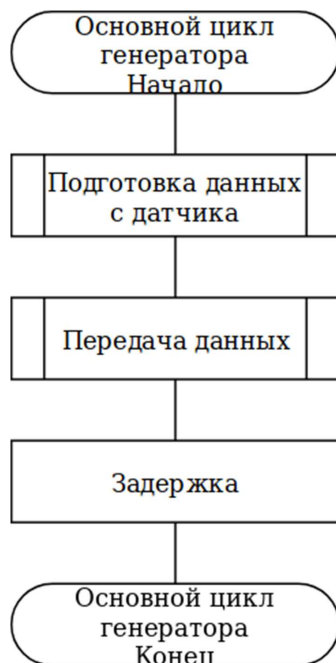 Основной цикл
генератора
Начало
Подготовка данных
с датчика
Передача данных
Задержка
Основной цикл
генератора
Конец